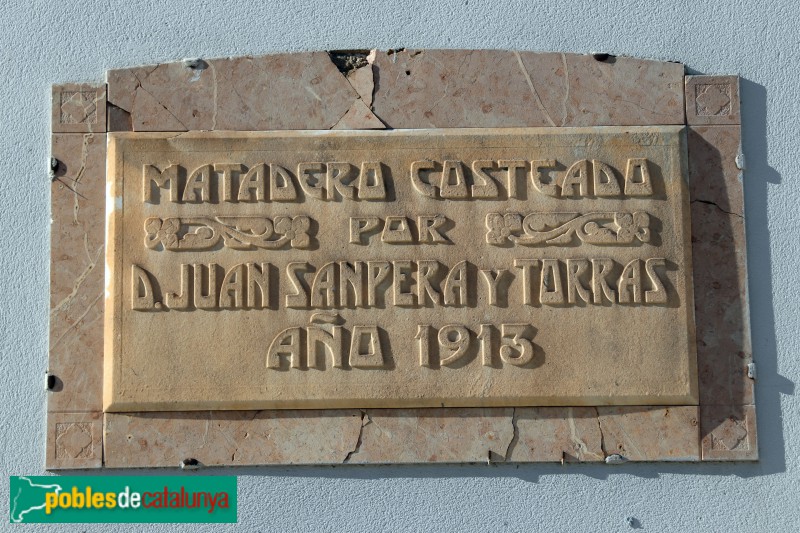 MATADERO COSTEADO
POR
D. JUAN SANPERA Y TORRAS
AÑO 1913
poblesdecatalunya